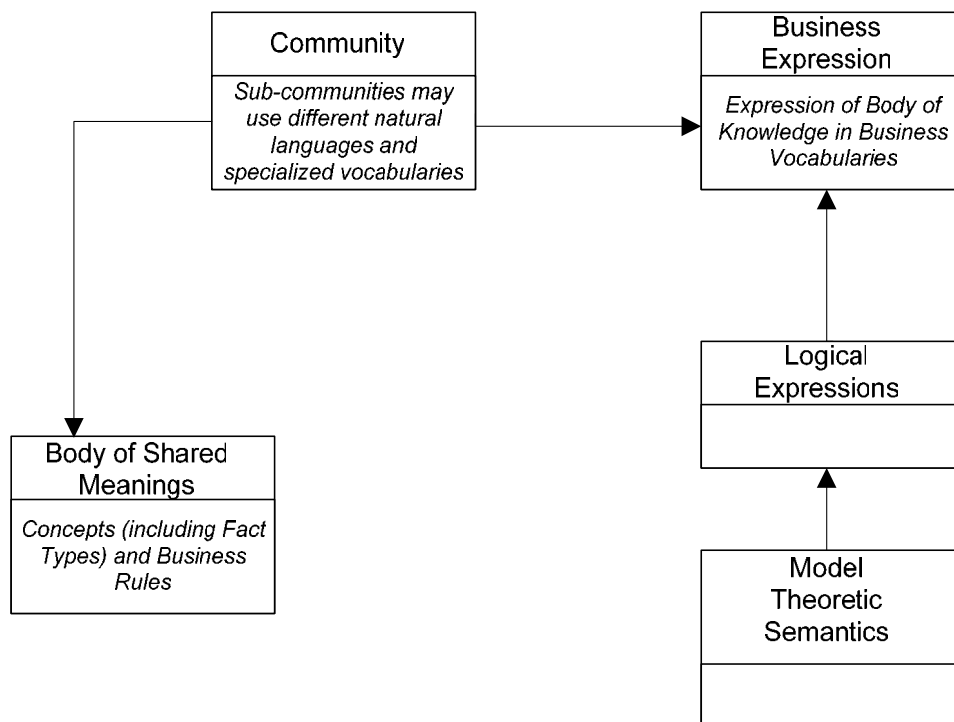 Community
Sub-communities may
use different natural
languages and
specialized vocabularies
Business
Expression
Expression of Body of
Knowledge in Business
Vocabularies
Logical
Expressions
Body of Shared
Meanings
Concepts (including Fact
Types) and Business
Rules
Model
Theoretic
Semantics